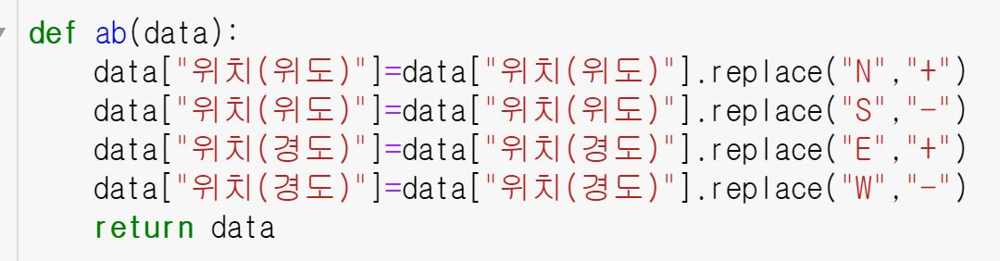 def ab(data):
    data["위치(위도)"]=data["위치(위도)"].replace("N","+")
    data["위치(위도)"]=data["위치(위도)"].replace("S","-")
    data["위치(경도)"]=data["위치(경도)"].replace("E","+")
    data["위치(경도)"]=data["위치(경도)"].replace("W","-")
    return data